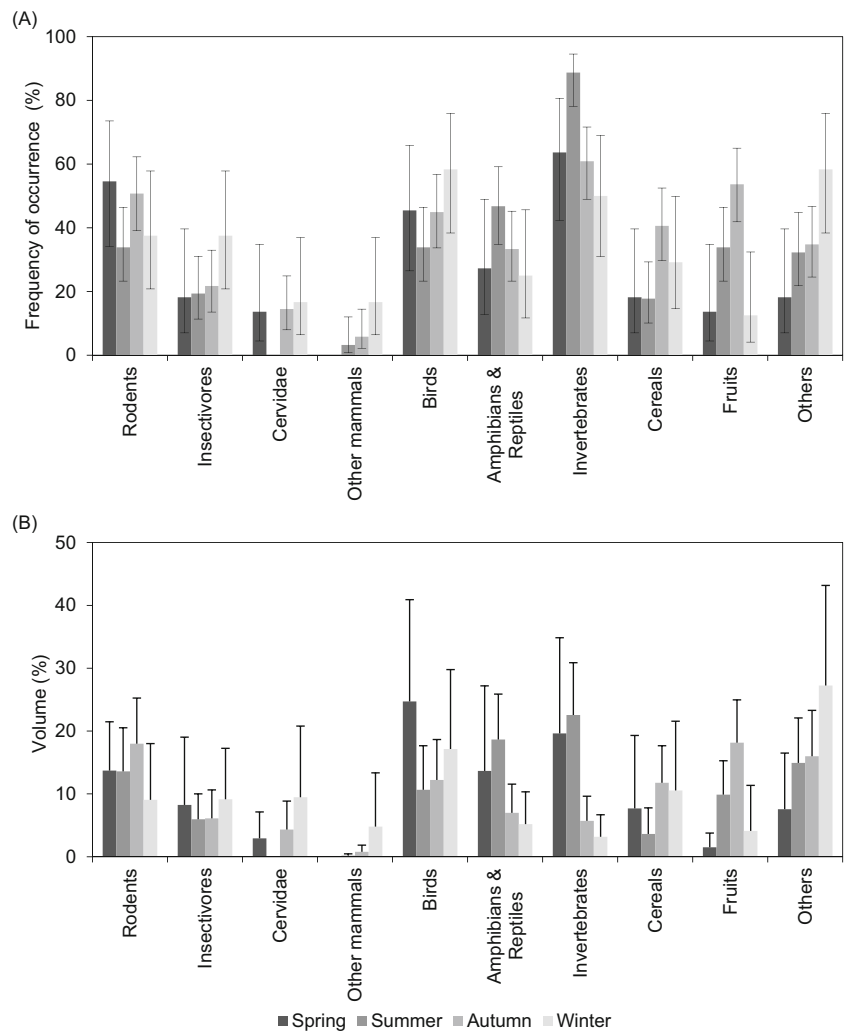 (A)
Frequency of occurrence (%)
100
80
60
40
20
0
Rodents
Insectivores
Cervidae
Other mammals
Birds
Amphibians &
Reptiles
Invertebrates
Cereals
Fruits
Others
(B)
Volume (%)
50
40
30
20
10
0
Rodents
Insectivores
Cervidae
Other mammals
Birds
Amphibians &
Reptiles
Invertebrates
Cereals
Fruits
Others
Spring Summer Autumn Winter